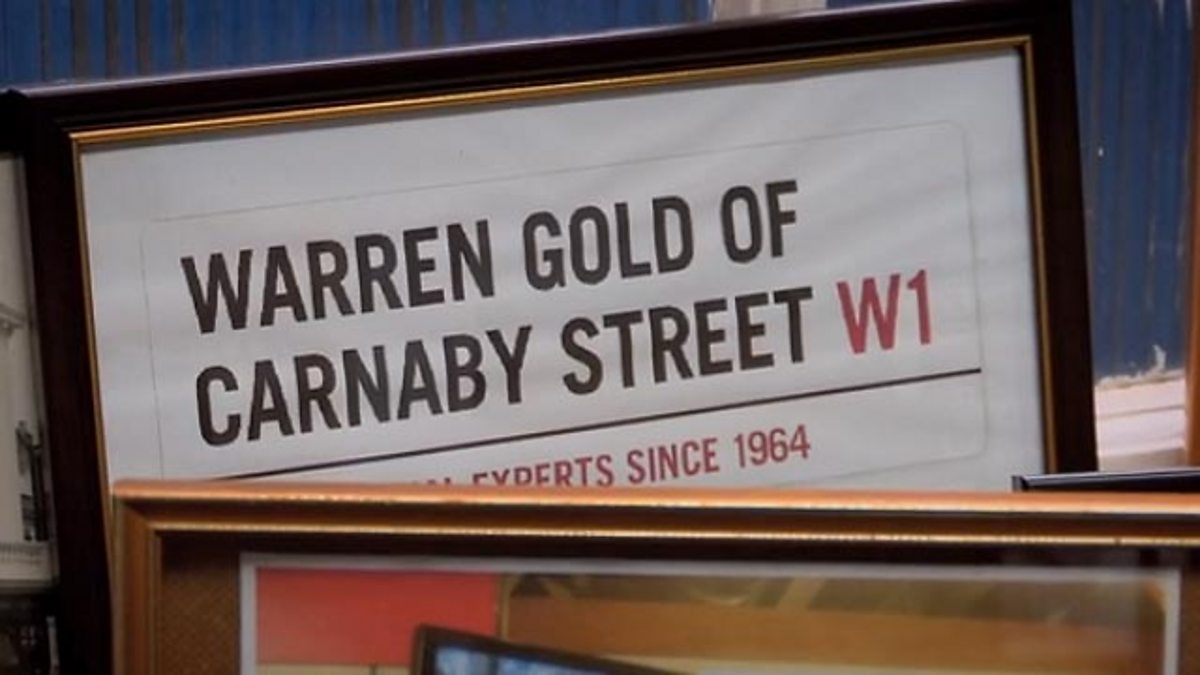 WARREN GOLD OF
CARNABY STREET W1
EXPERTS SINCE 1964